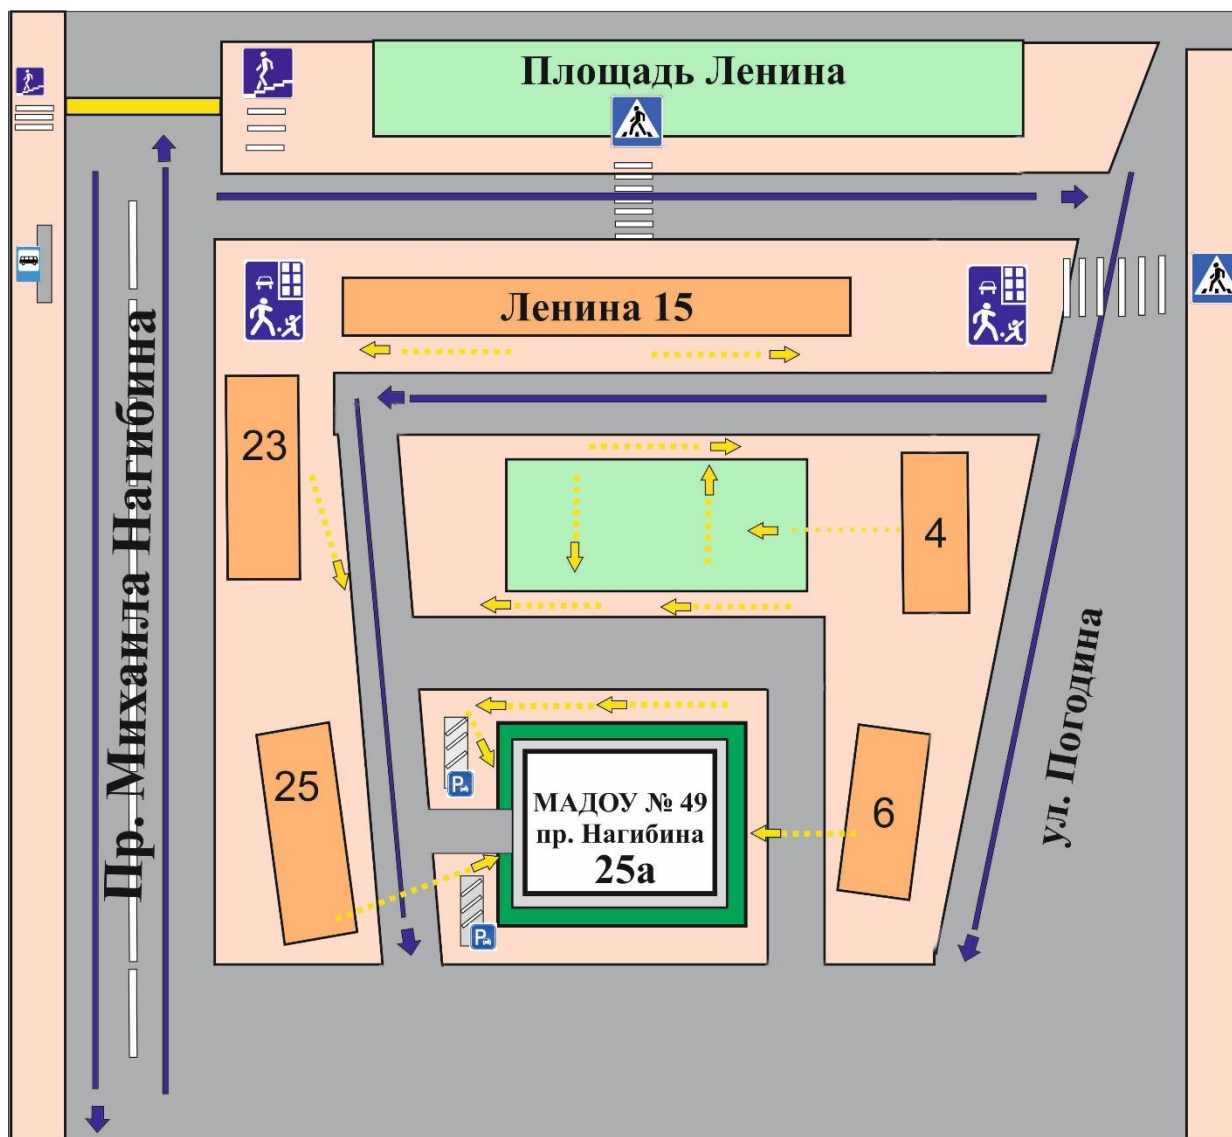 Площадь Ленина
Ленина 15
Пр. Михаила Нагибина
23
4
ул. Погодина
25
МАДОУ № 49
пр. Нагибина
25а
6
P
P